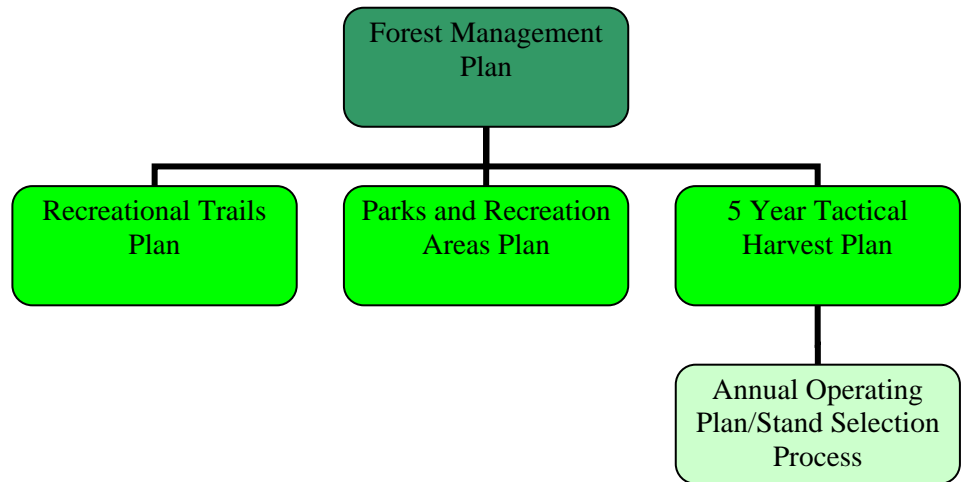 Forest Management
Plan
Recreational Trails
Plan
Parks and Recreation
Areas Plan
5 Year Tactical
Harvest Plan
Annual Operating
Plan/Stand Selection
Process